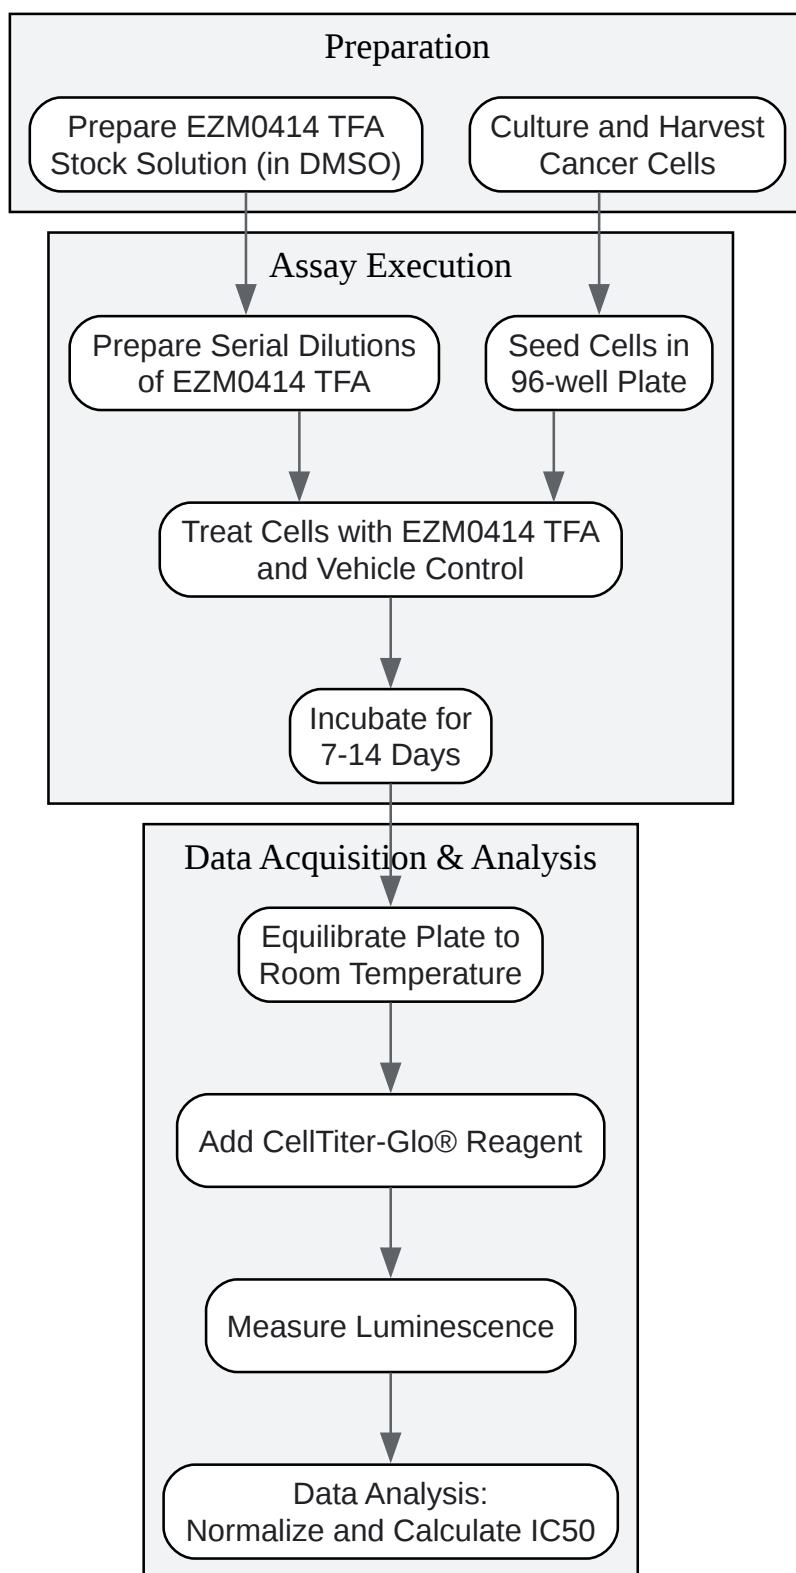 Preparation
Prepare EZM0414 TFA
Stock Solution (in DMSO)
Culture and Harvest
Cancer Cells
Assay Execution
Prepare Serial Dilutions
of EZM0414 TFA
Seed Cells in
96-well Plate
Treat Cells with EZM0414 TFA
and Vehicle Control
Incubate for
7-14 Days
Data Acquisition & Analysis
Equilibrate Plate to
Room Temperature
Add CellTiter-Glo® Reagent
Measure Luminescence
Data Analysis:
Normalize and Calculate IC50